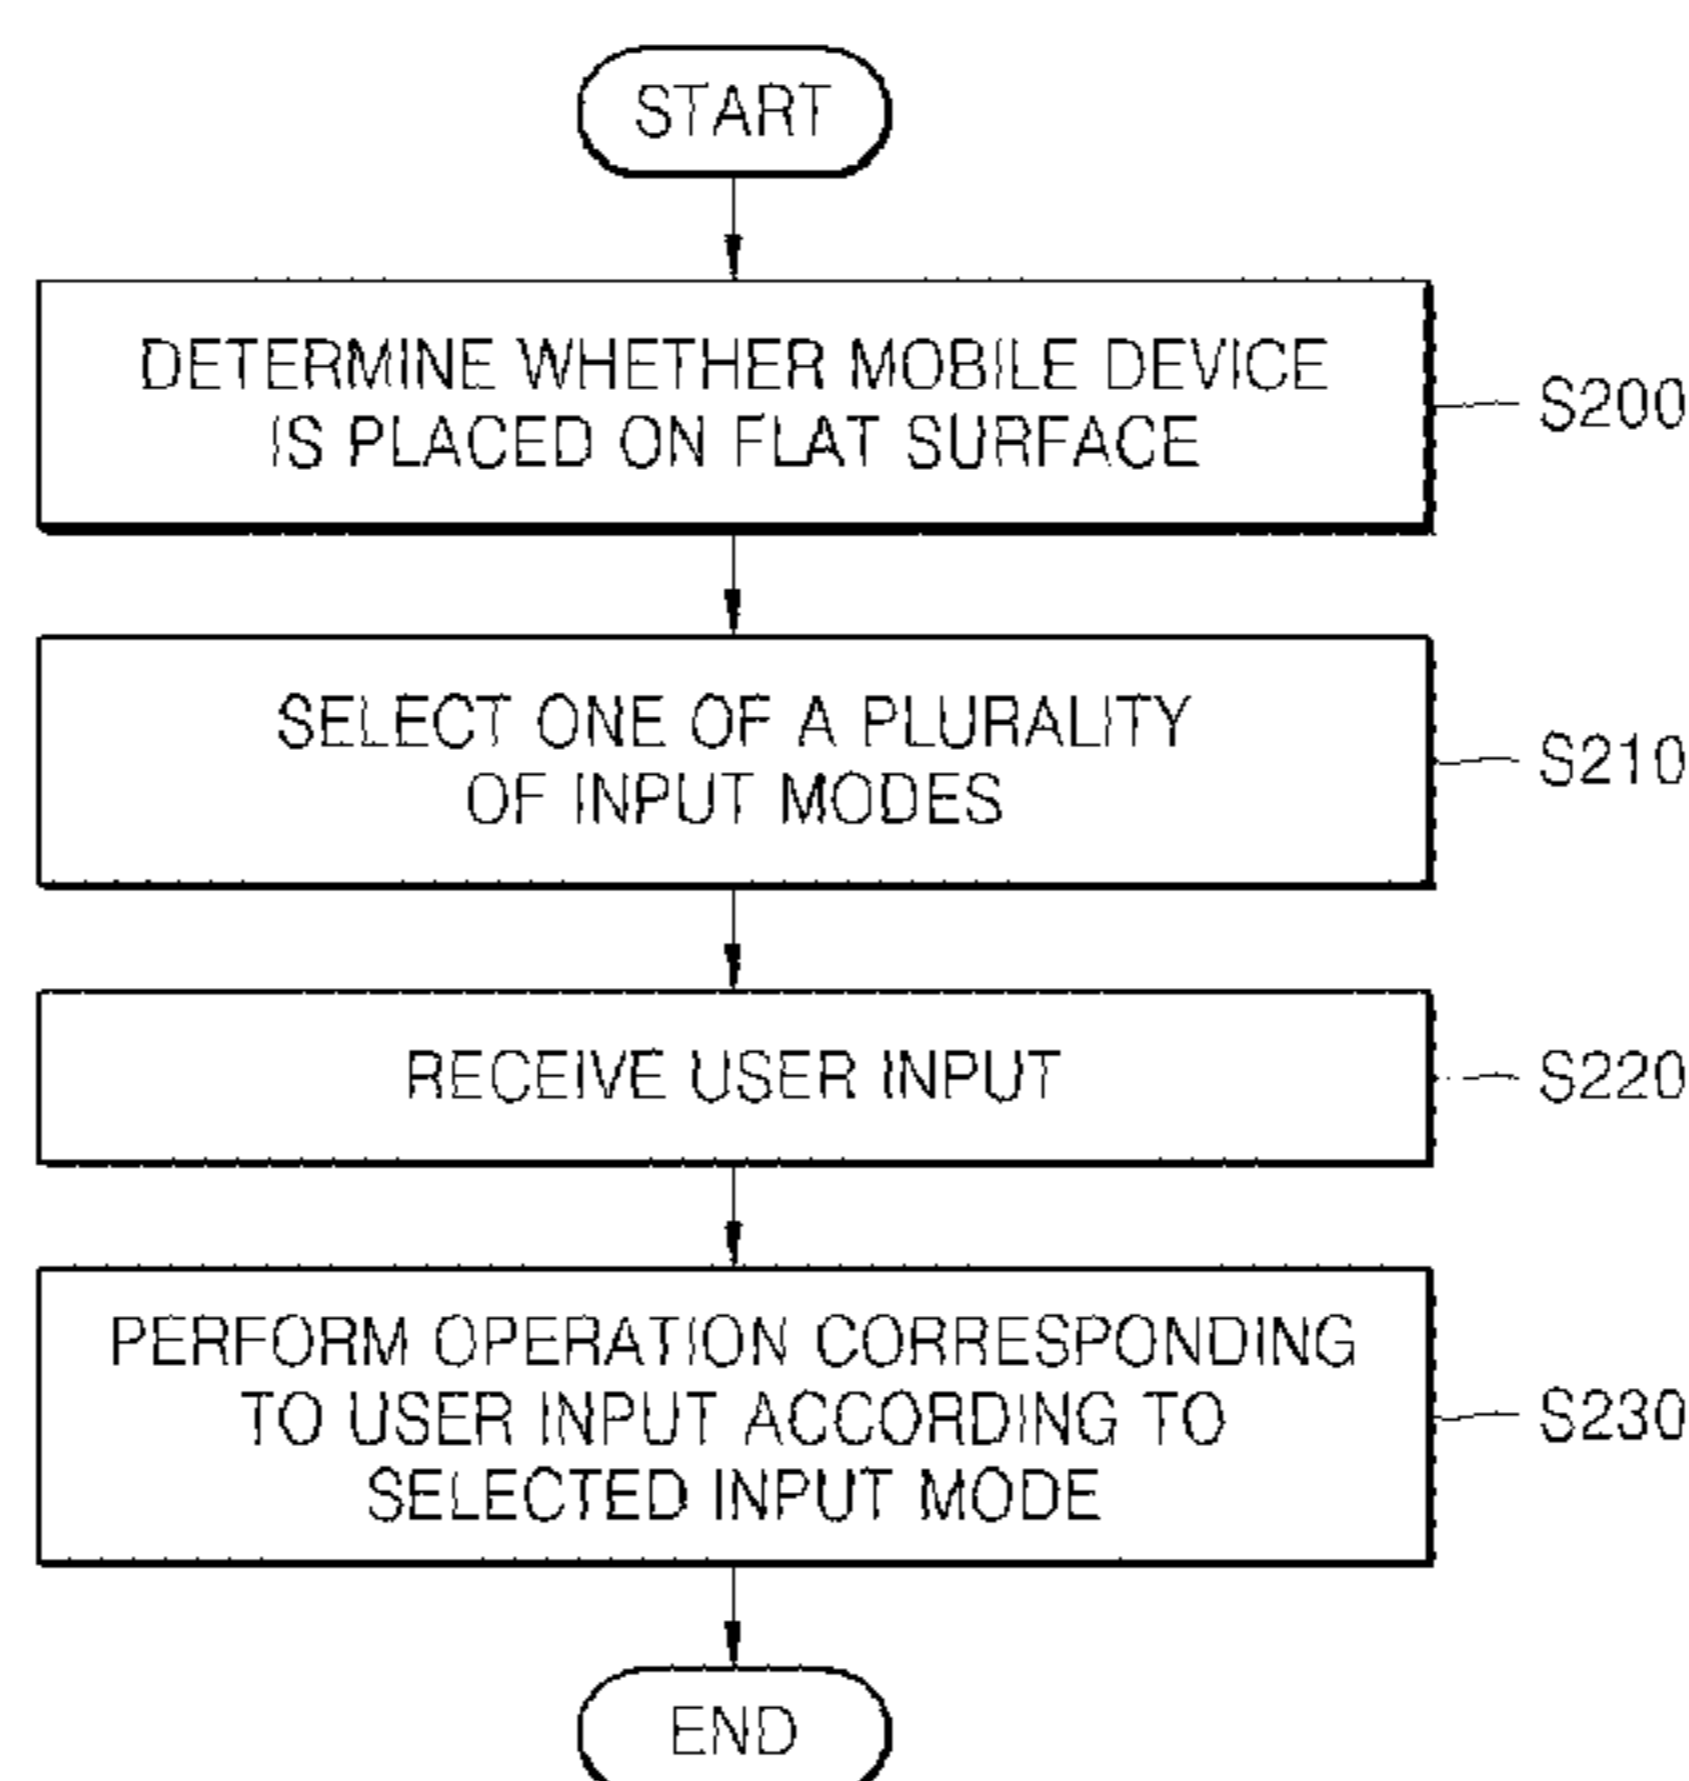 START
DETERMINE WHETHER MOBILE DEVICE
IS PLACED ON FLAT SURFACE
S200
SELECT ONE OF A PLURALITY
OF INPUT MODES
S210
RECEIVE USER INPUT
S220
PERFORM OPERATION CORRESPONDING
TO USER INPUT ACCORDING TO
SELECTED INPUT MODE
S230
END